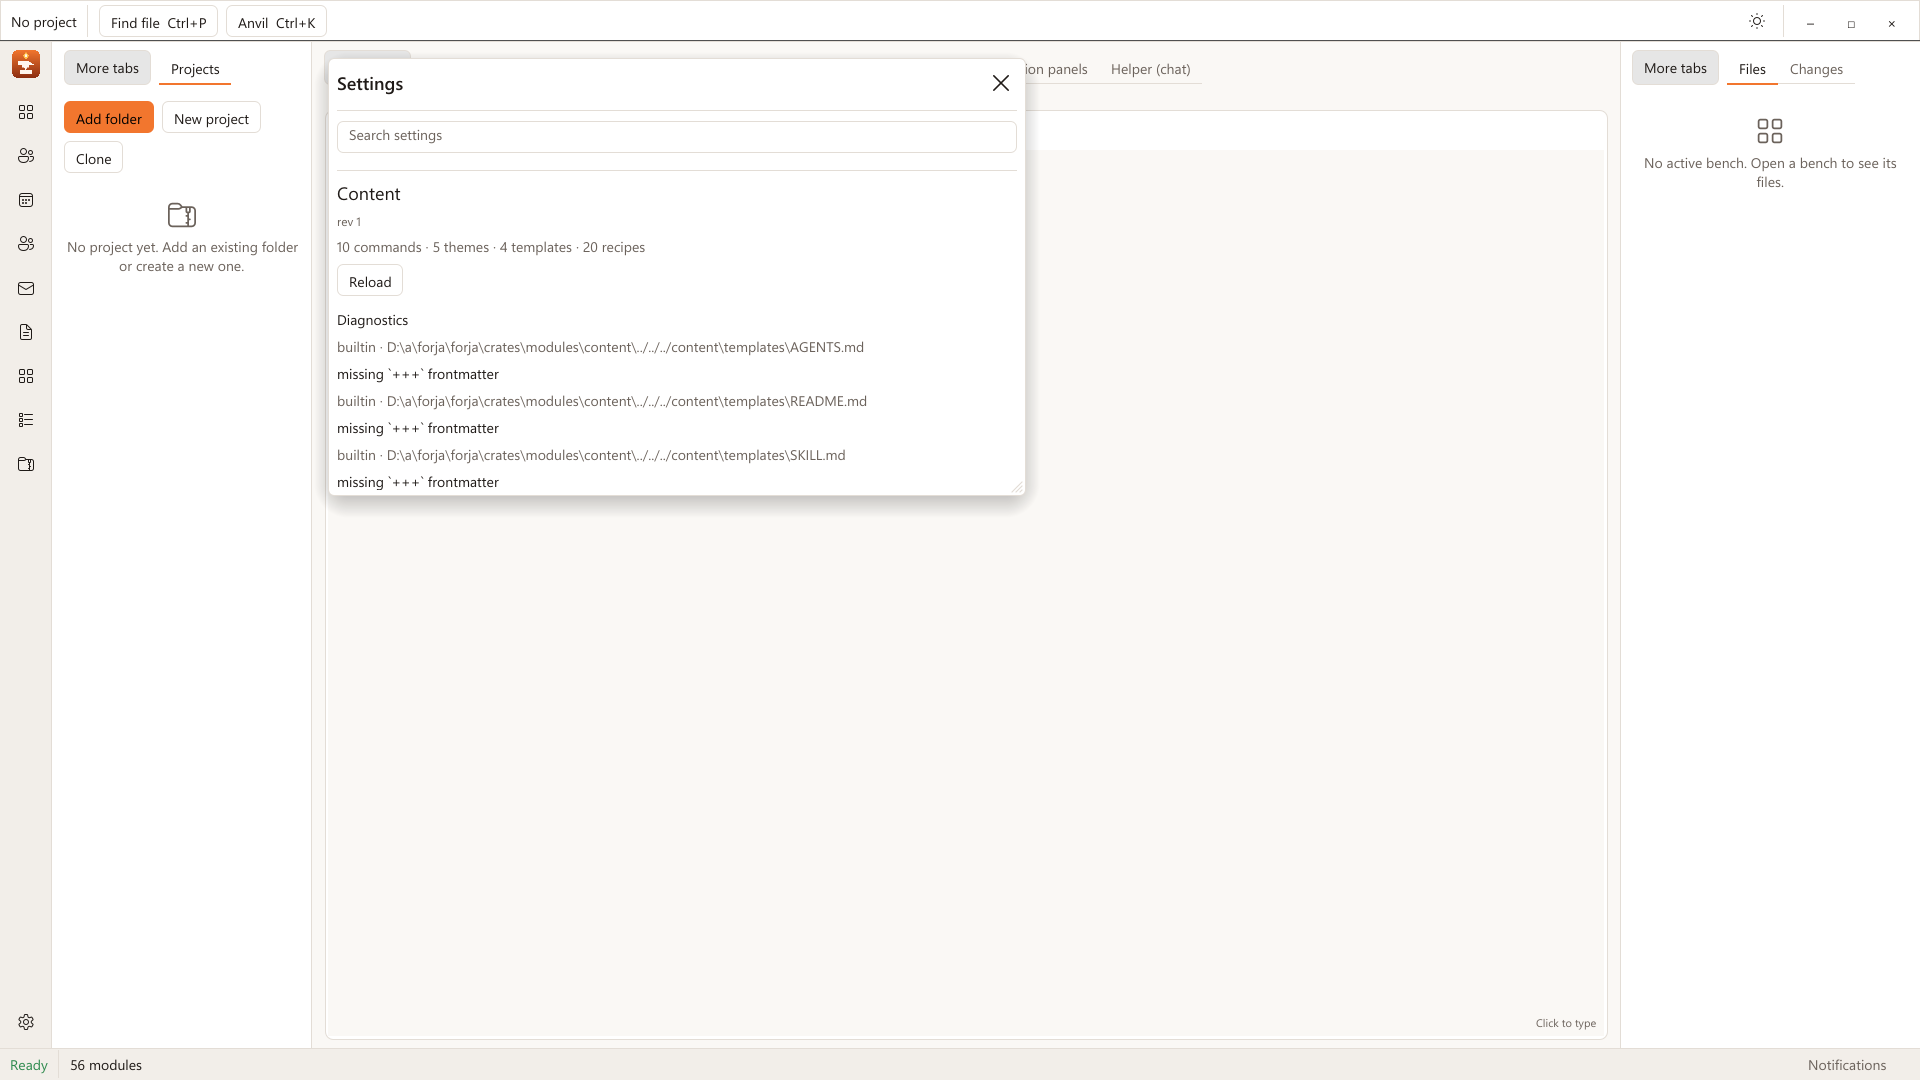 No project
Find file Ctrl+P
Anvil Ctrl+K
More tabs
Projects
Add folder
New project
Clone
No project yet. Add an existing folder
or create a new one.
Settings
Search settings
Content
rev 1
10 commands · 5 themes · 4 templates · 20 recipes
Reload
Diagnostics
builtin · D:\a\forja\forja\crates\modules\content\../../../content\templates\AGENTS.md
missing `+++` frontmatter
builtin · D:\a\forja\forja\crates\modules\content\../../../content\templates\README.md
missing `+++` frontmatter
builtin · D:\a\forja\forja\crates\modules\content\../../../content\templates\SKILL.md
missing `+++` frontmatter
ion panels
Helper (chat)
Click to type
More tabs
Files
Changes
No active bench. Open a bench to see its
files.
Ready
56 modules
Notifications